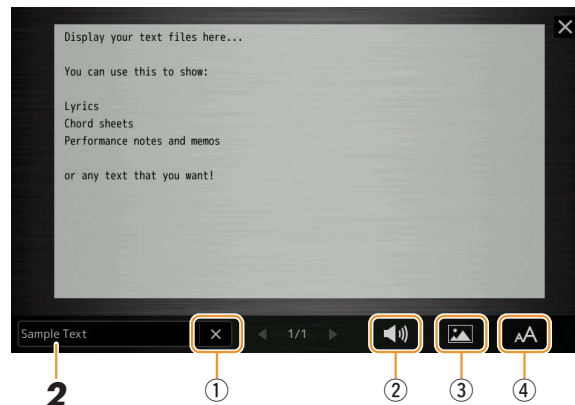 Display your text files here...
You can use this to show:
Lyrics
Chord sheets
Performance notes and memos
or any text that you want!
Sample Text
×
1/1
AA
2
① ② ③ ④